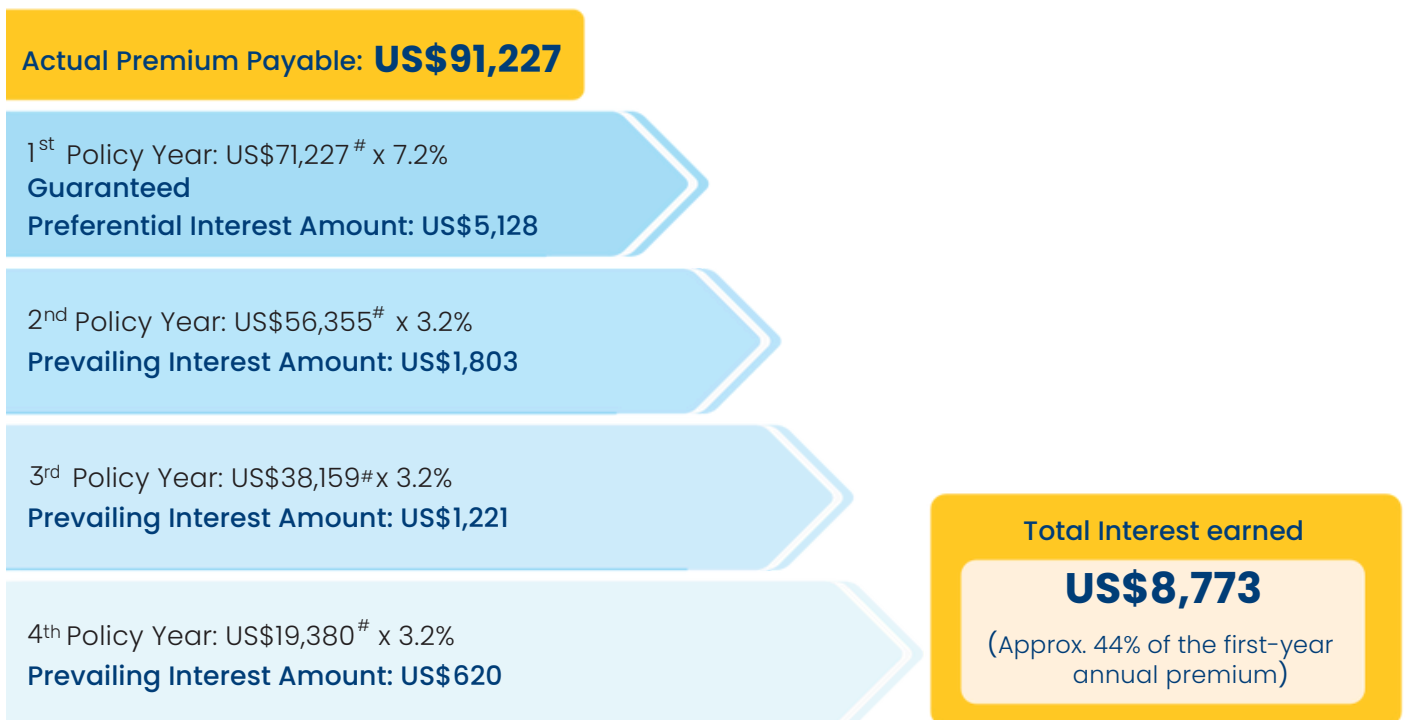 Actual Premium Payable: US$91,227
1st Policy Year: US$71,227# x 7.2%
Guaranteed
Preferential Interest Amount: US$5,128
2nd Policy Year: US$56,355# x 3.2%
Prevailing Interest Amount: US$1,803
3rd Policy Year: US$38,159# x 3.2%
Prevailing Interest Amount: US$1,221
4th Policy Year: US$19,380# x 3.2%
Prevailing Interest Amount: US$620
Total Interest earned
US$8,773
(Approx. 44% of the first-year
annual premium)